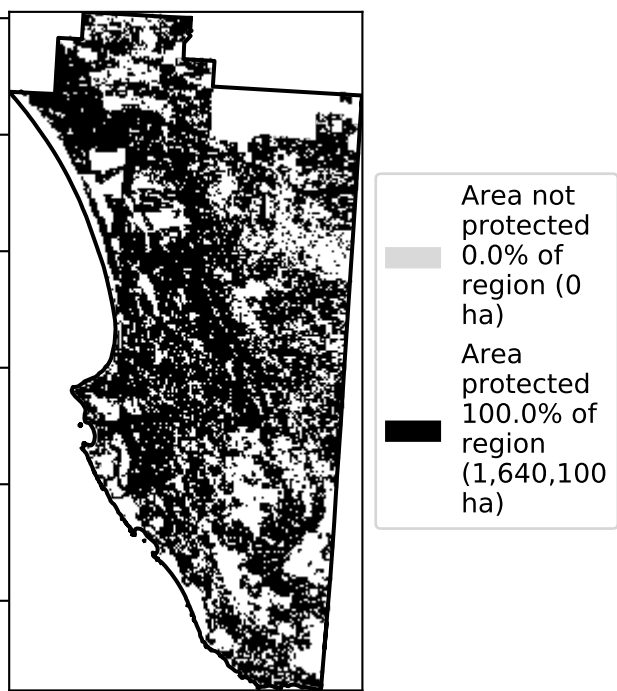 Area not
protected
0.0% of
region (0
ha)
Area
protected
100.0% of
region
(1,640,100
ha)